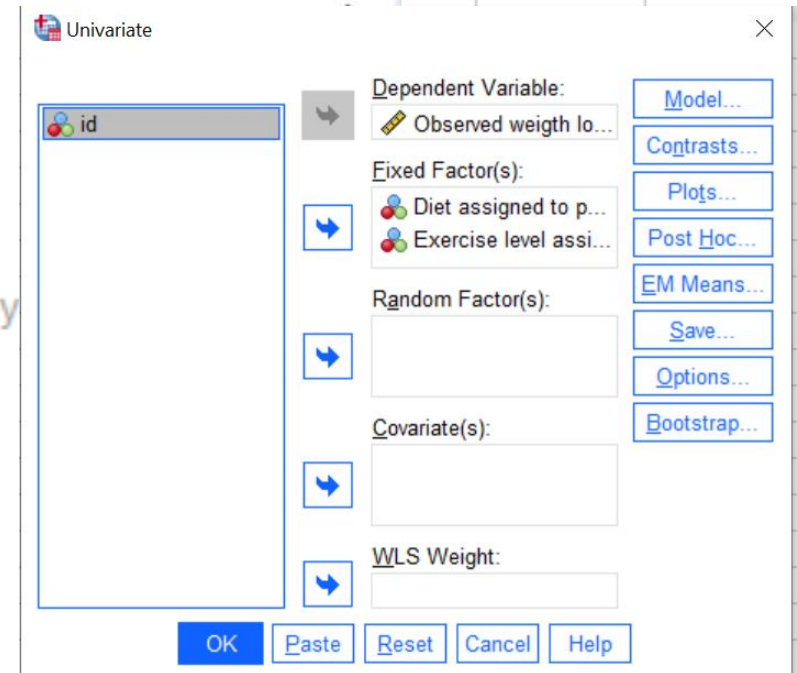 Univariate
id
Dependent Variable:
Observed weigth lo...
Fixed Factor(s):
Diet assigned to p...
Exercise level assi...
Random Factor(s):
Covariate(s):
WLS Weight:
Model...
Contrasts...
Plots...
Post Hoc...
EM Means...
Save...
Options...
Bootstrap...
OK
Paste
Reset
Cancel
Help
y